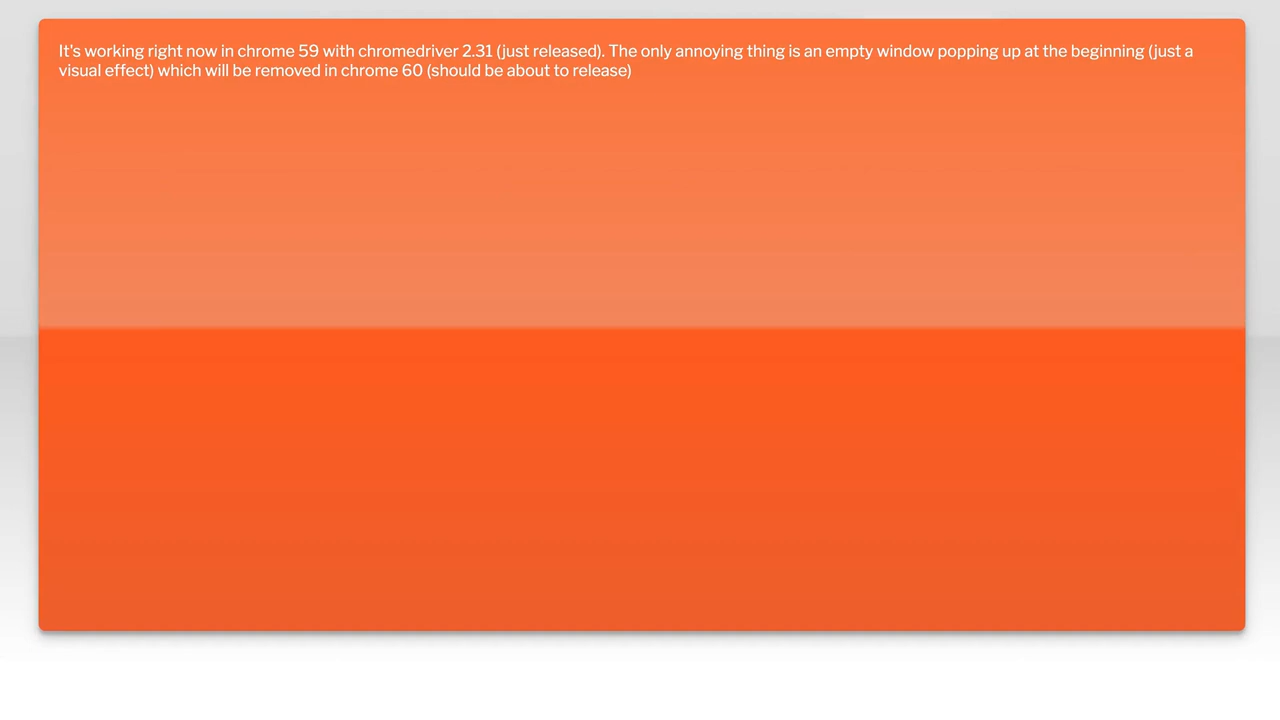 It's working right now in chrome 59 with chromedriver 2.31 (just released). The only annoying thing is an empty window popping up at the beginning (just a
visual effect) which will be removed in chrome 60 (should be about to release)